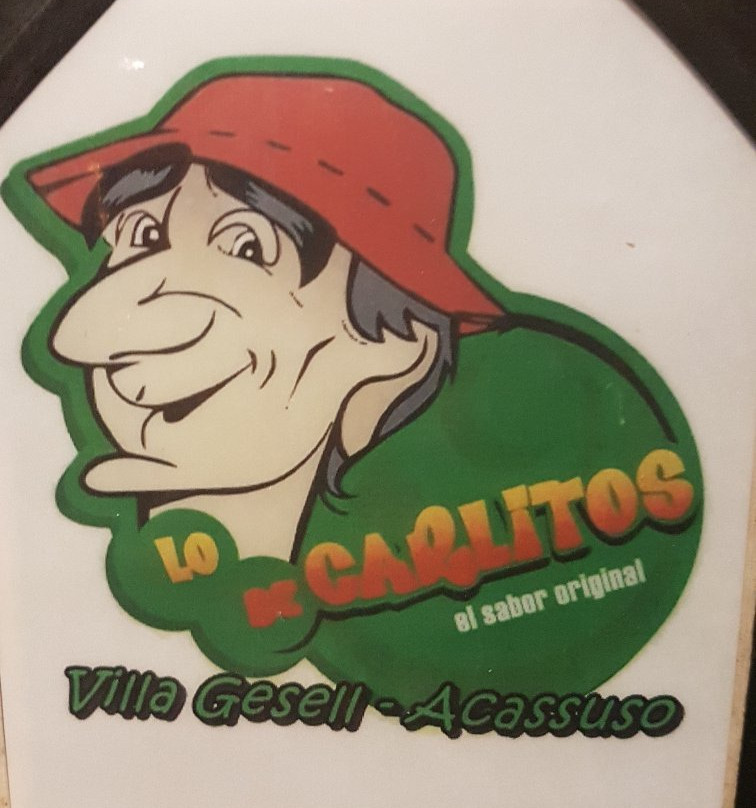 LO
DE CARLITOS
el sabor original
Villa Gesell - Acassuso